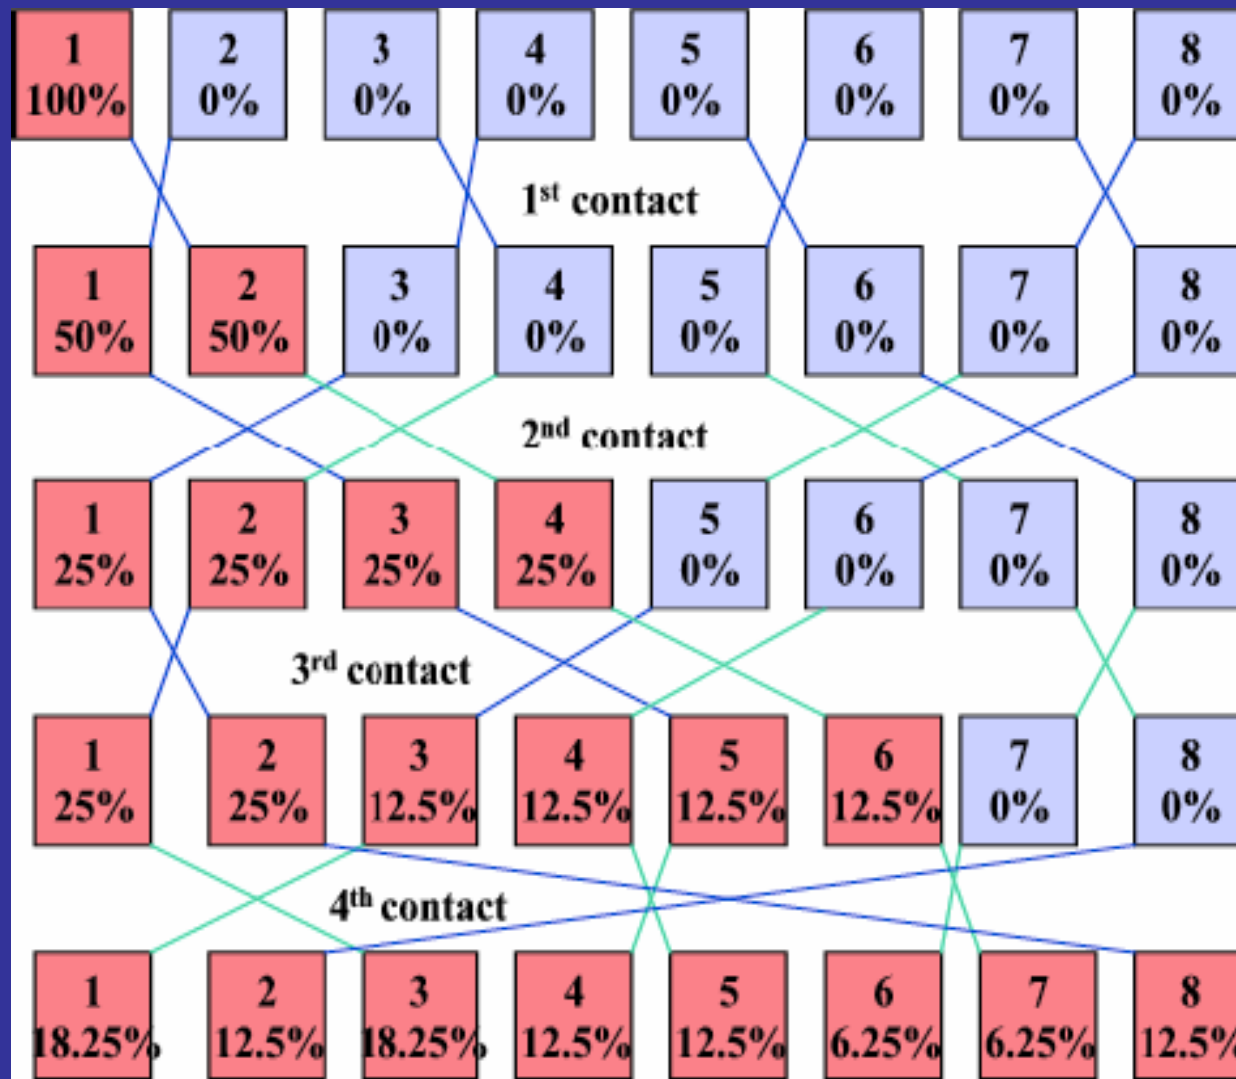 1 2 3 4 5 6 7 8
100% 0% 0% 0% 0% 0% 0% 0%
1st contact
1 2 3 4 5 6 7 8
50% 50% 0% 0% 0% 0% 0% 0%
2nd contact
1 2 3 4 5 6 7 8
25% 25% 25% 25% 0% 0% 0% 0%
3rd contact
1 2 3 4 5 6 7 8
25% 25% 12.5% 12.5% 12.5% 12.5% 0% 0%
4th contact
1 2 3 4 5 6 7 8
18.25% 12.5% 18.25% 12.5% 12.5% 6.25% 6.25% 12.5%